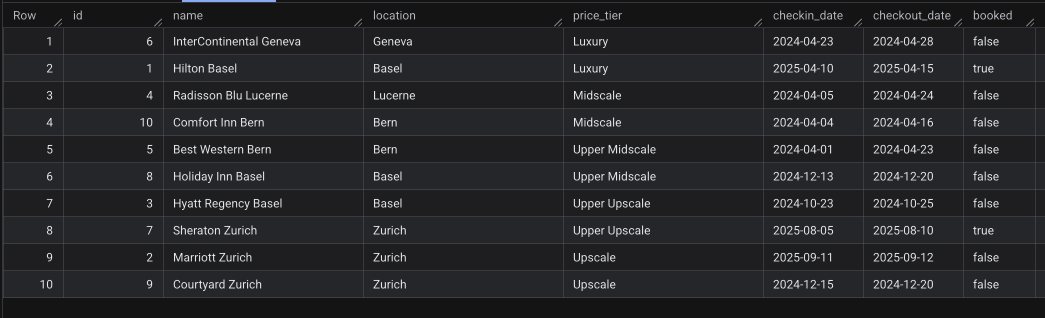 Row id name location price_tier checkin_date checkout_date booked
1 6 InterContinental Geneva Geneva Luxury 2024-04-23 2024-04-28 false
2 1 Hilton Basel Basel Luxury 2025-04-10 2025-04-15 true
3 4 Radisson Blu Lucerne Lucerne Midscale 2024-04-05 2024-04-24 false
4 10 Comfort Inn Bern Bern Midscale 2024-04-04 2024-04-16 false
5 5 Best Western Bern Bern Upper Midscale 2024-04-01 2024-04-23 false
6 8 Holiday Inn Basel Basel Upper Midscale 2024-12-13 2024-12-20 false
7 3 Hyatt Regency Basel Basel Upper Upscale 2024-10-23 2024-10-25 false
8 7 Sheraton Zurich Zurich Upper Upscale 2025-08-05 2025-08-10 true
9 2 Marriott Zurich Zurich Upscale 2025-09-11 2025-09-12 false
10 9 Courtyard Zurich Zurich Upscale 2024-12-15 2024-12-20 false